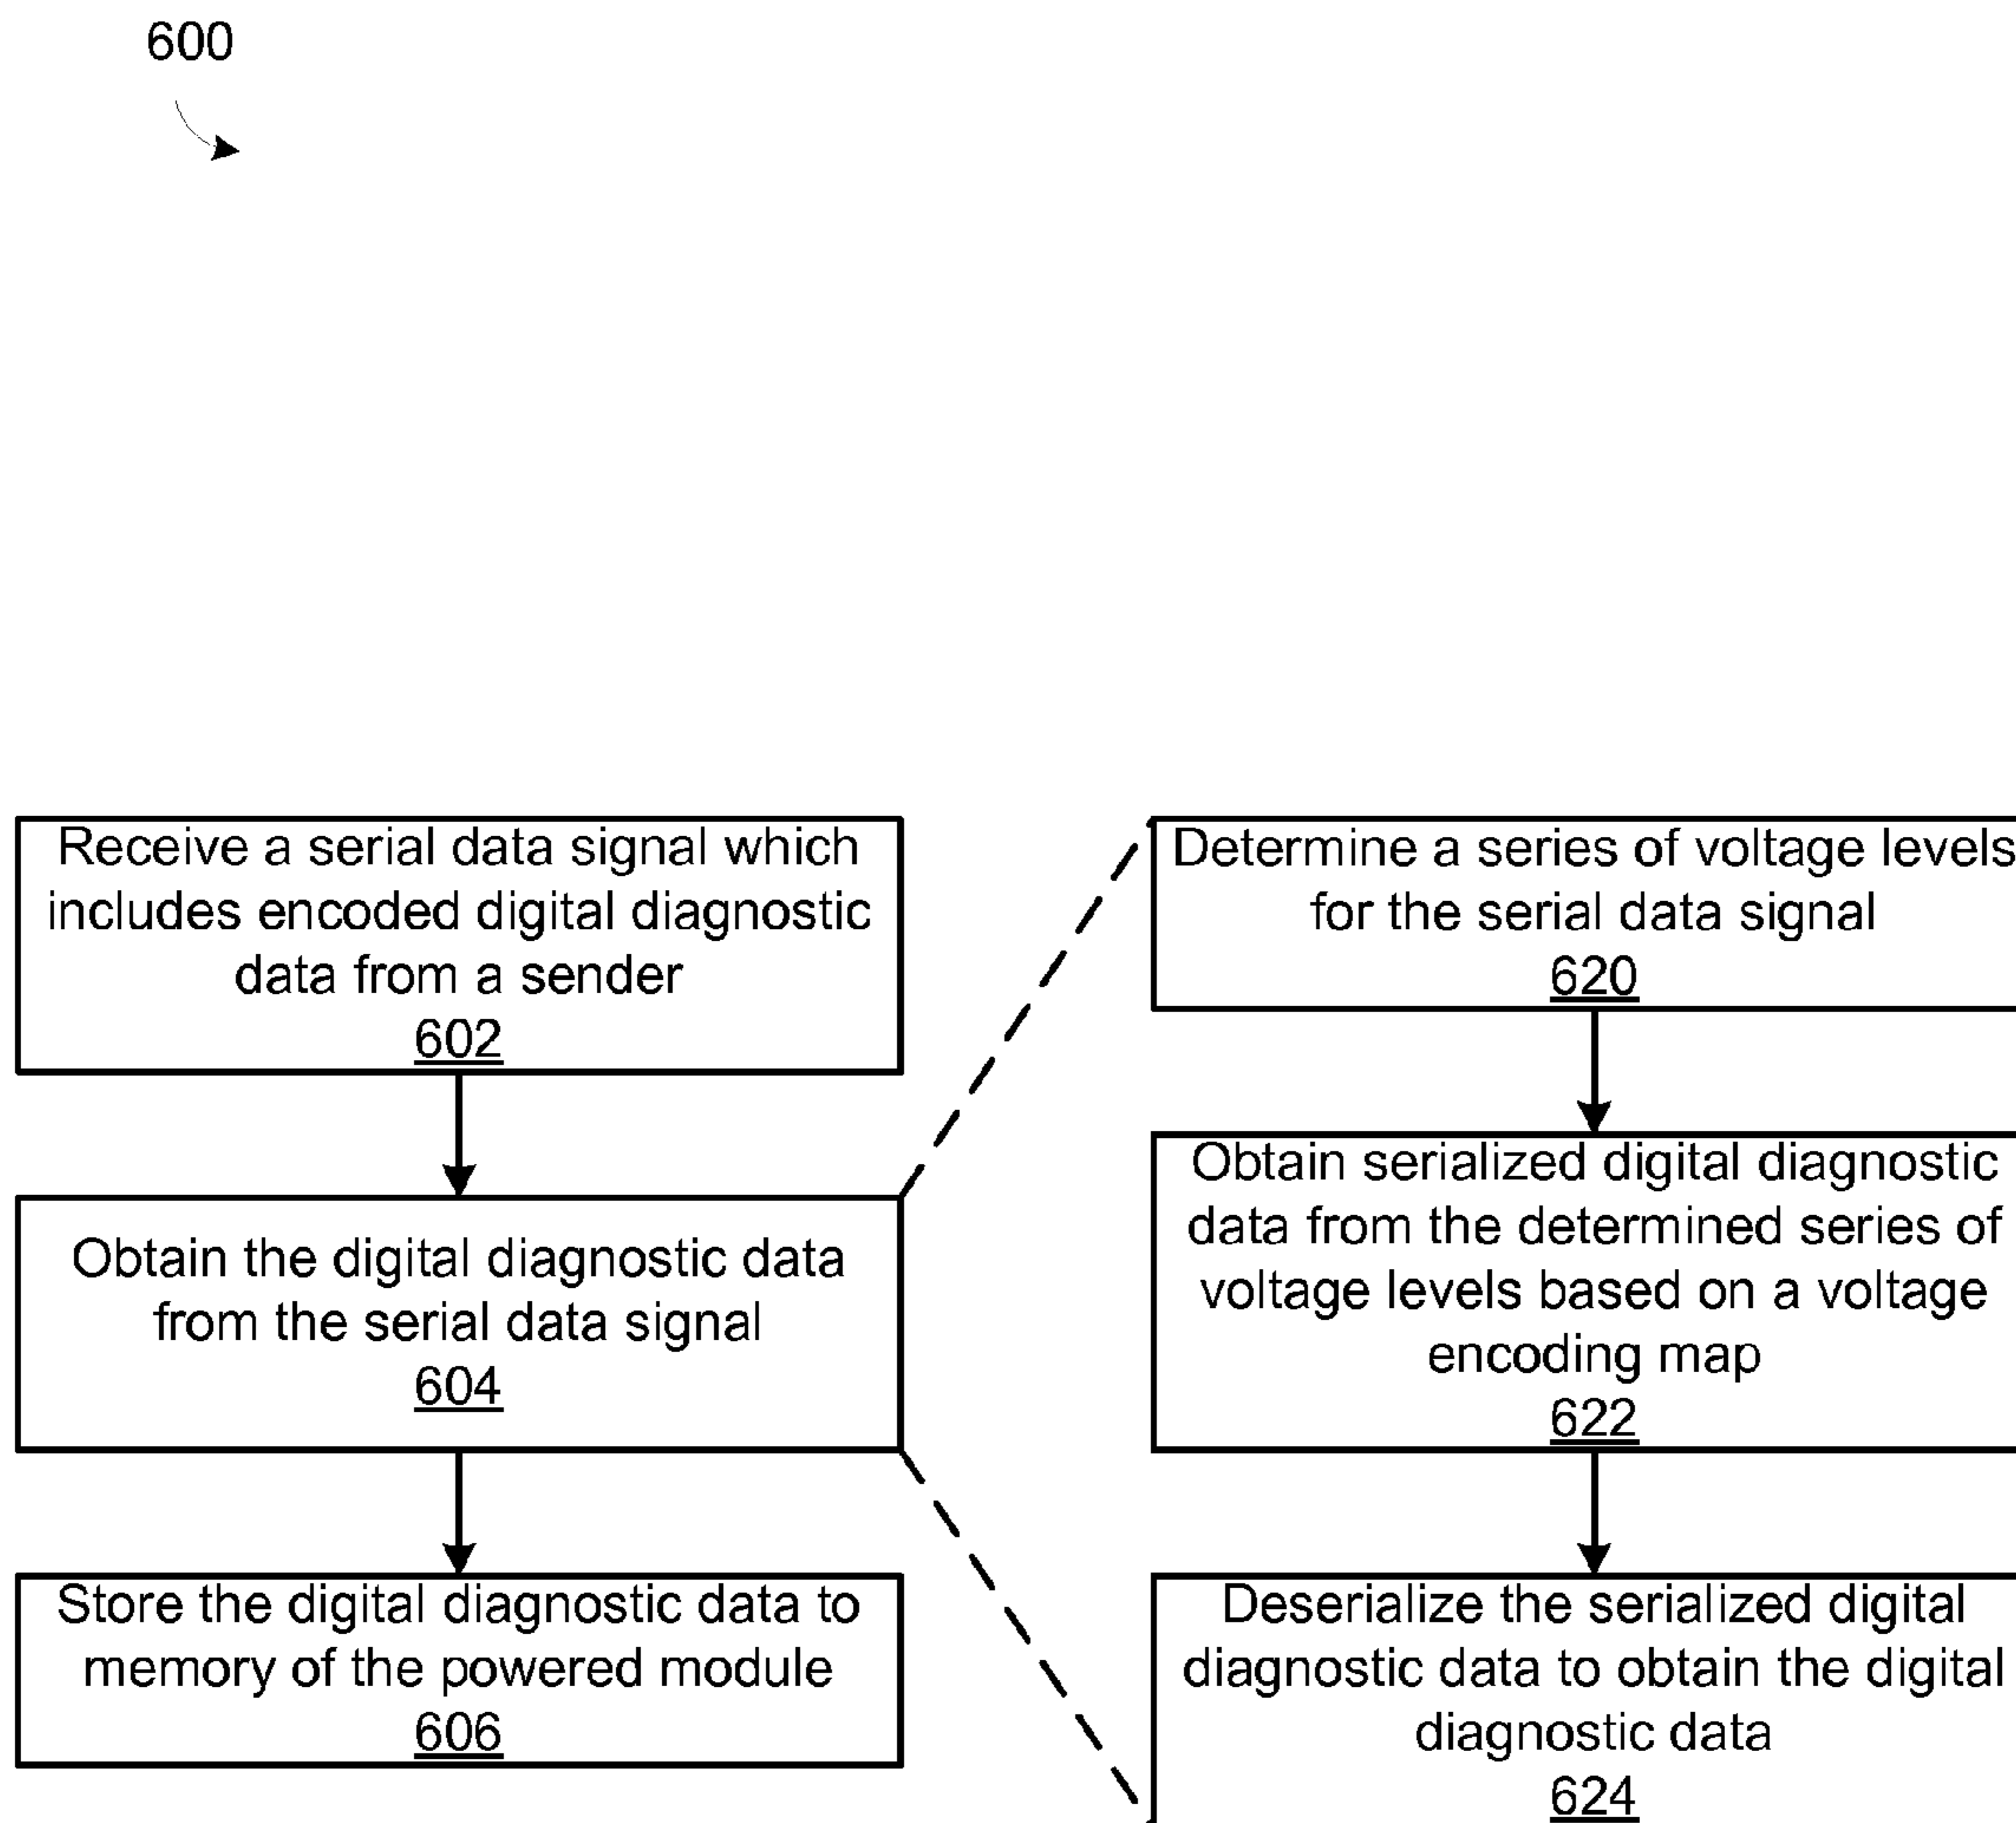 600
Receive a serial data signal which
includes encoded digital diagnostic
data from a sender
602
Obtain the digital diagnostic data
from the serial data signal
604
Store the digital diagnostic data to
memory of the powered module
606
Determine a series of voltage levels
for the serial data signal
620
Obtain serialized digital diagnostic
data from the determined series of
voltage levels based on a voltage
encoding map
622
Deserialize the serialized digital
diagnostic data to obtain the digital
diagnostic data
624